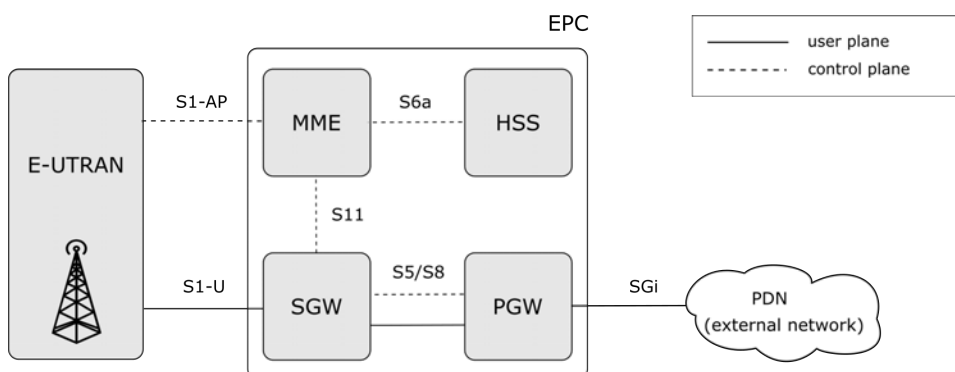 EPC
user plane
control plane
S1-AP
MME
S6a
HSS
E-UTRAN
S11
S1-U
SGW
S5/S8
PGW
SGi
PDN
(external network)